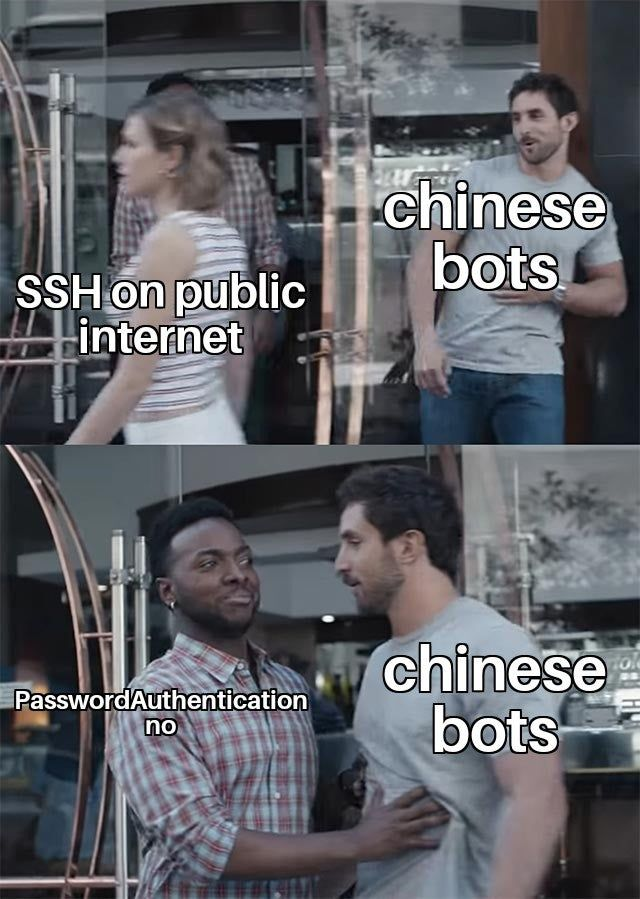 chinese
bots
SSH on public
internet
chinese
bots
PasswordAuthentication
no